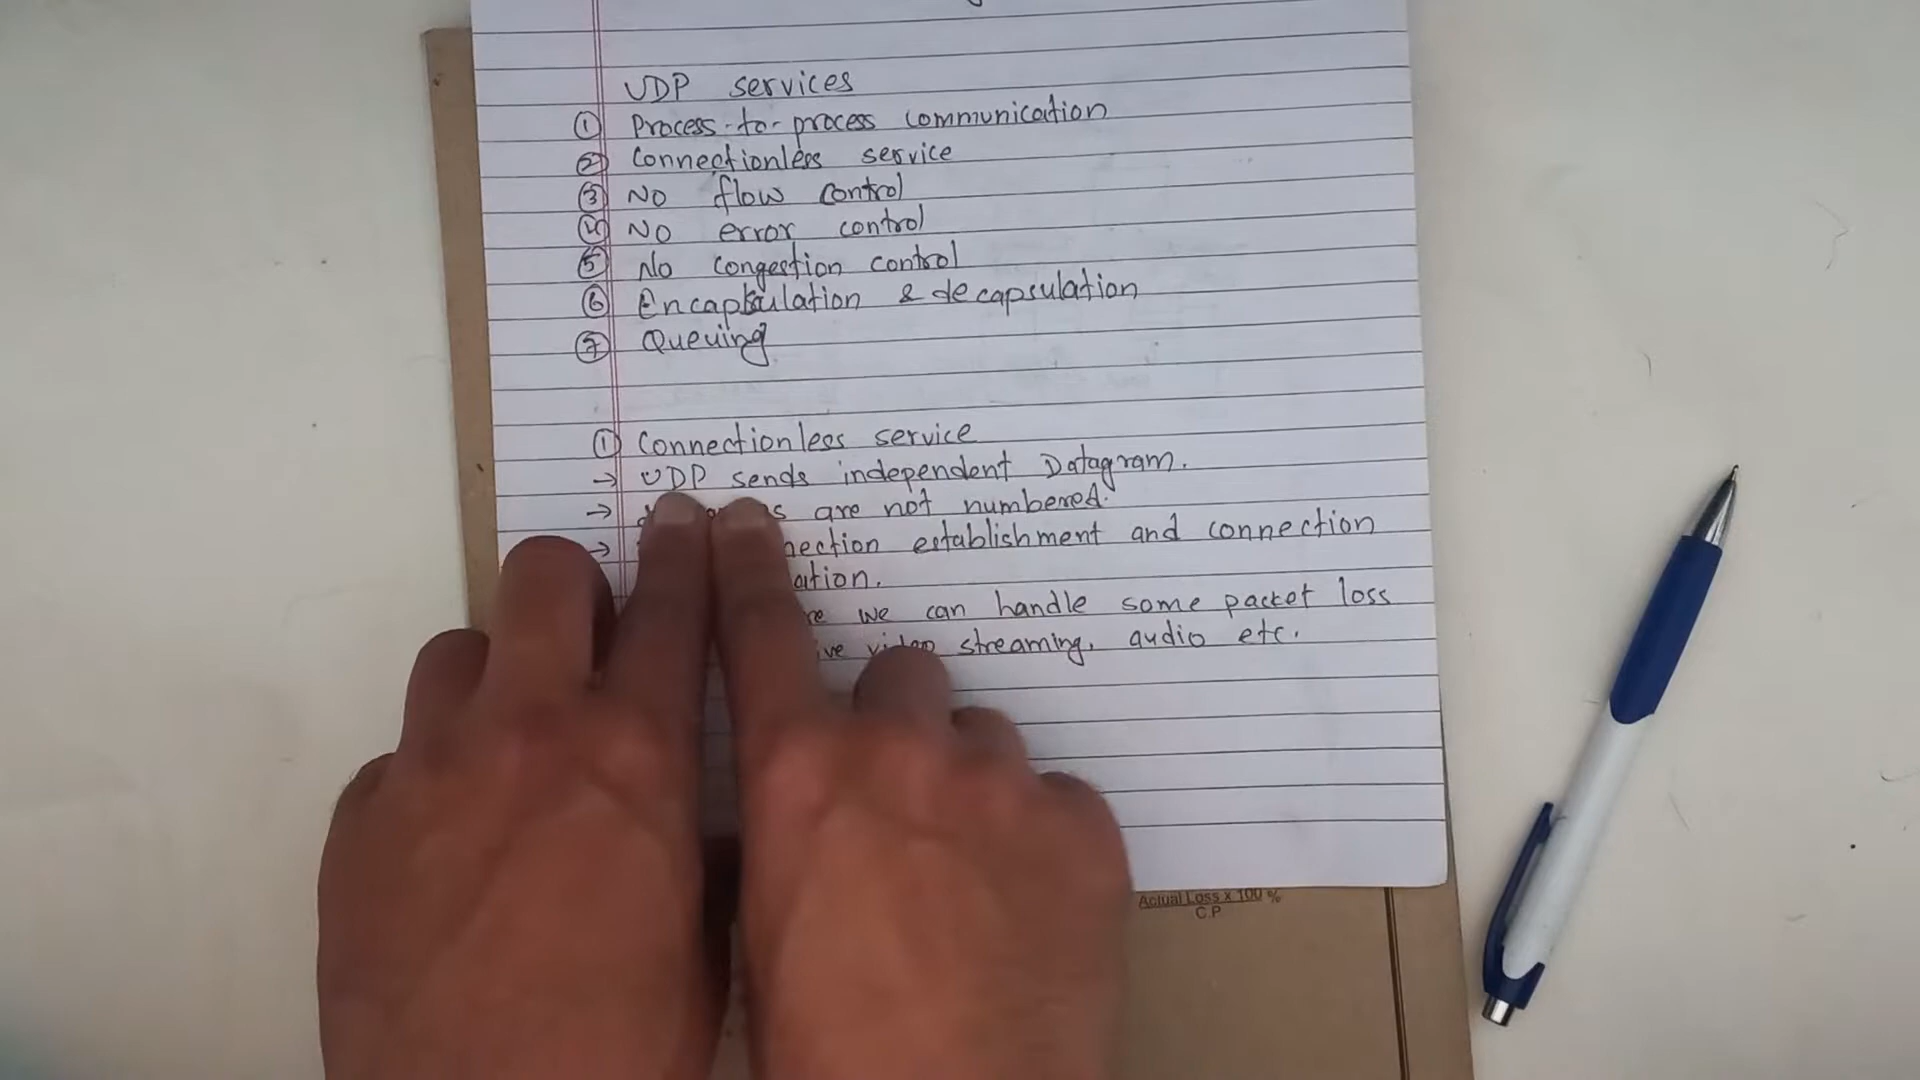 UDP services
① Process-to-process communication
② Connectionless service
③ No flow control
④ No error control
⑤ No congestion control
⑥ Encapsulation & decapsulation
⑦ Queuing
① Connectionless service
→ UDP sends independent Datagram.
→ are not numbered.
→ establishment and connection
we can handle some packet loss
video streaming, audio etc.
Actual Loss x 100 %
C.P